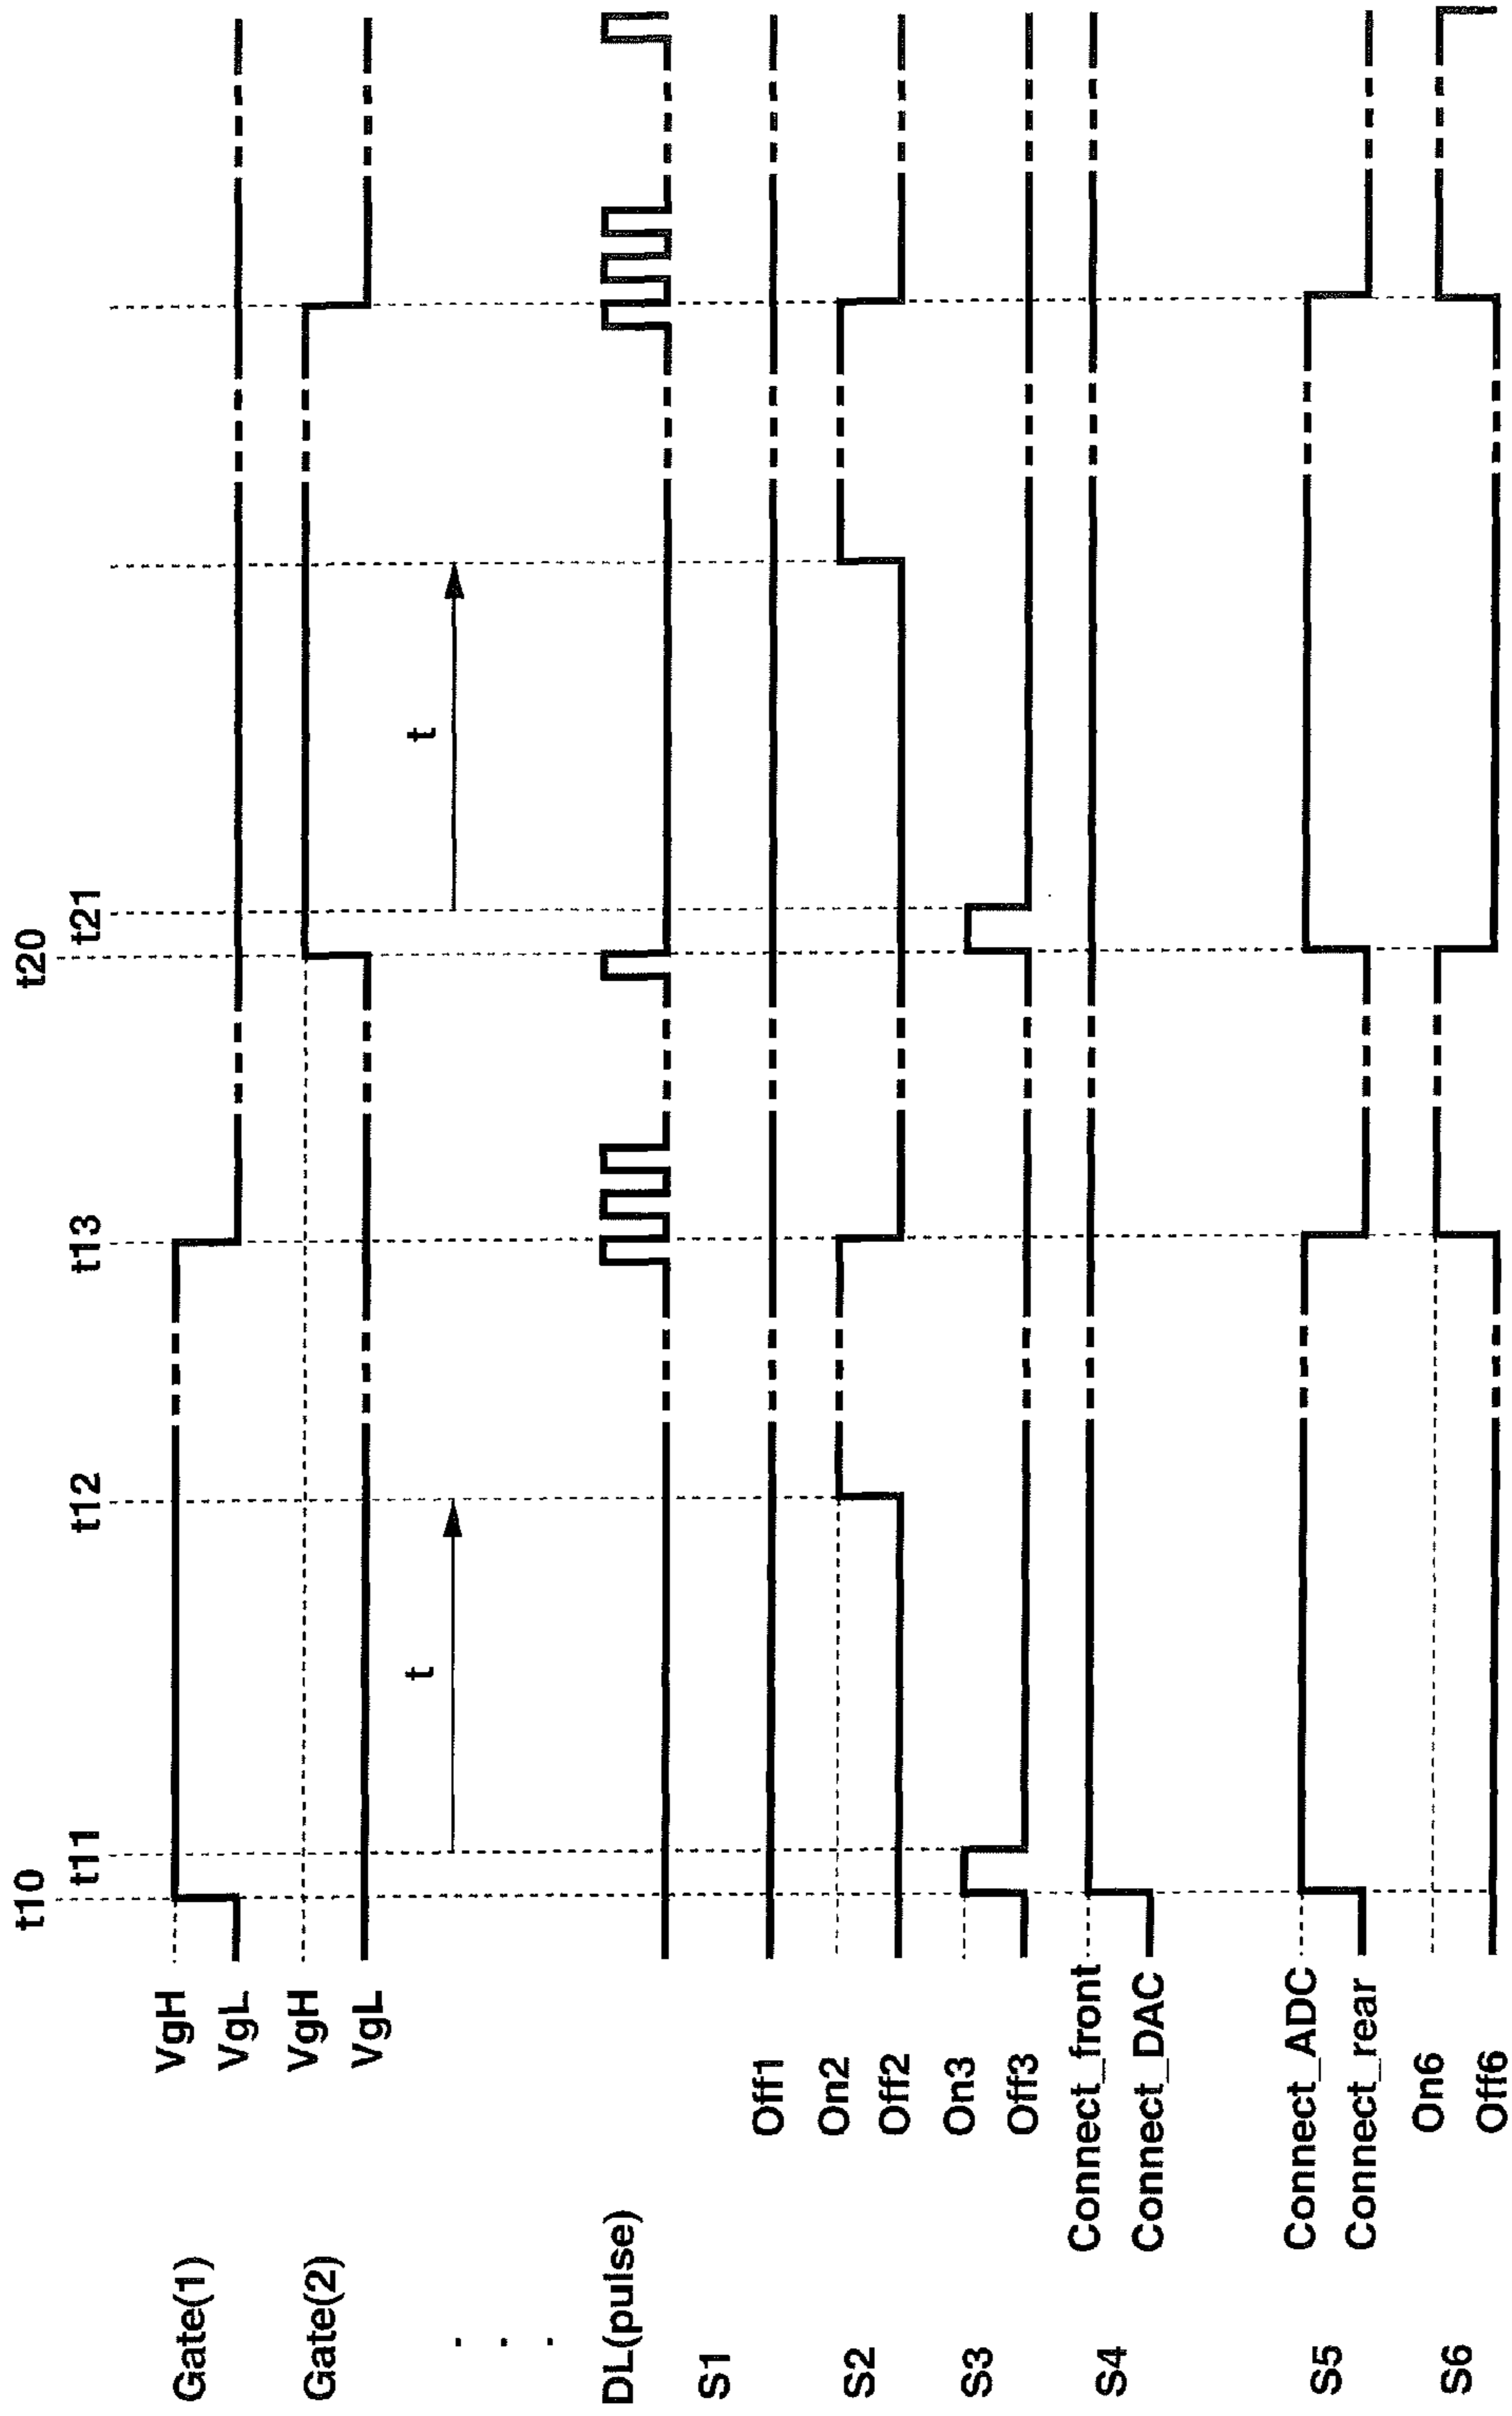 t10
t20
t11
t12
t13
t21
Gate(1)
VgH
VgL
Gate(2)
VgH
VgL
t
t
. . .
DL(pulse)
S1
Off1
S2
On2
Off2
S3
On3
Off3
S4
Connect_front
Connect_DAC
S5
Connect_ADC
Connect_rear
S6
On6
Off6